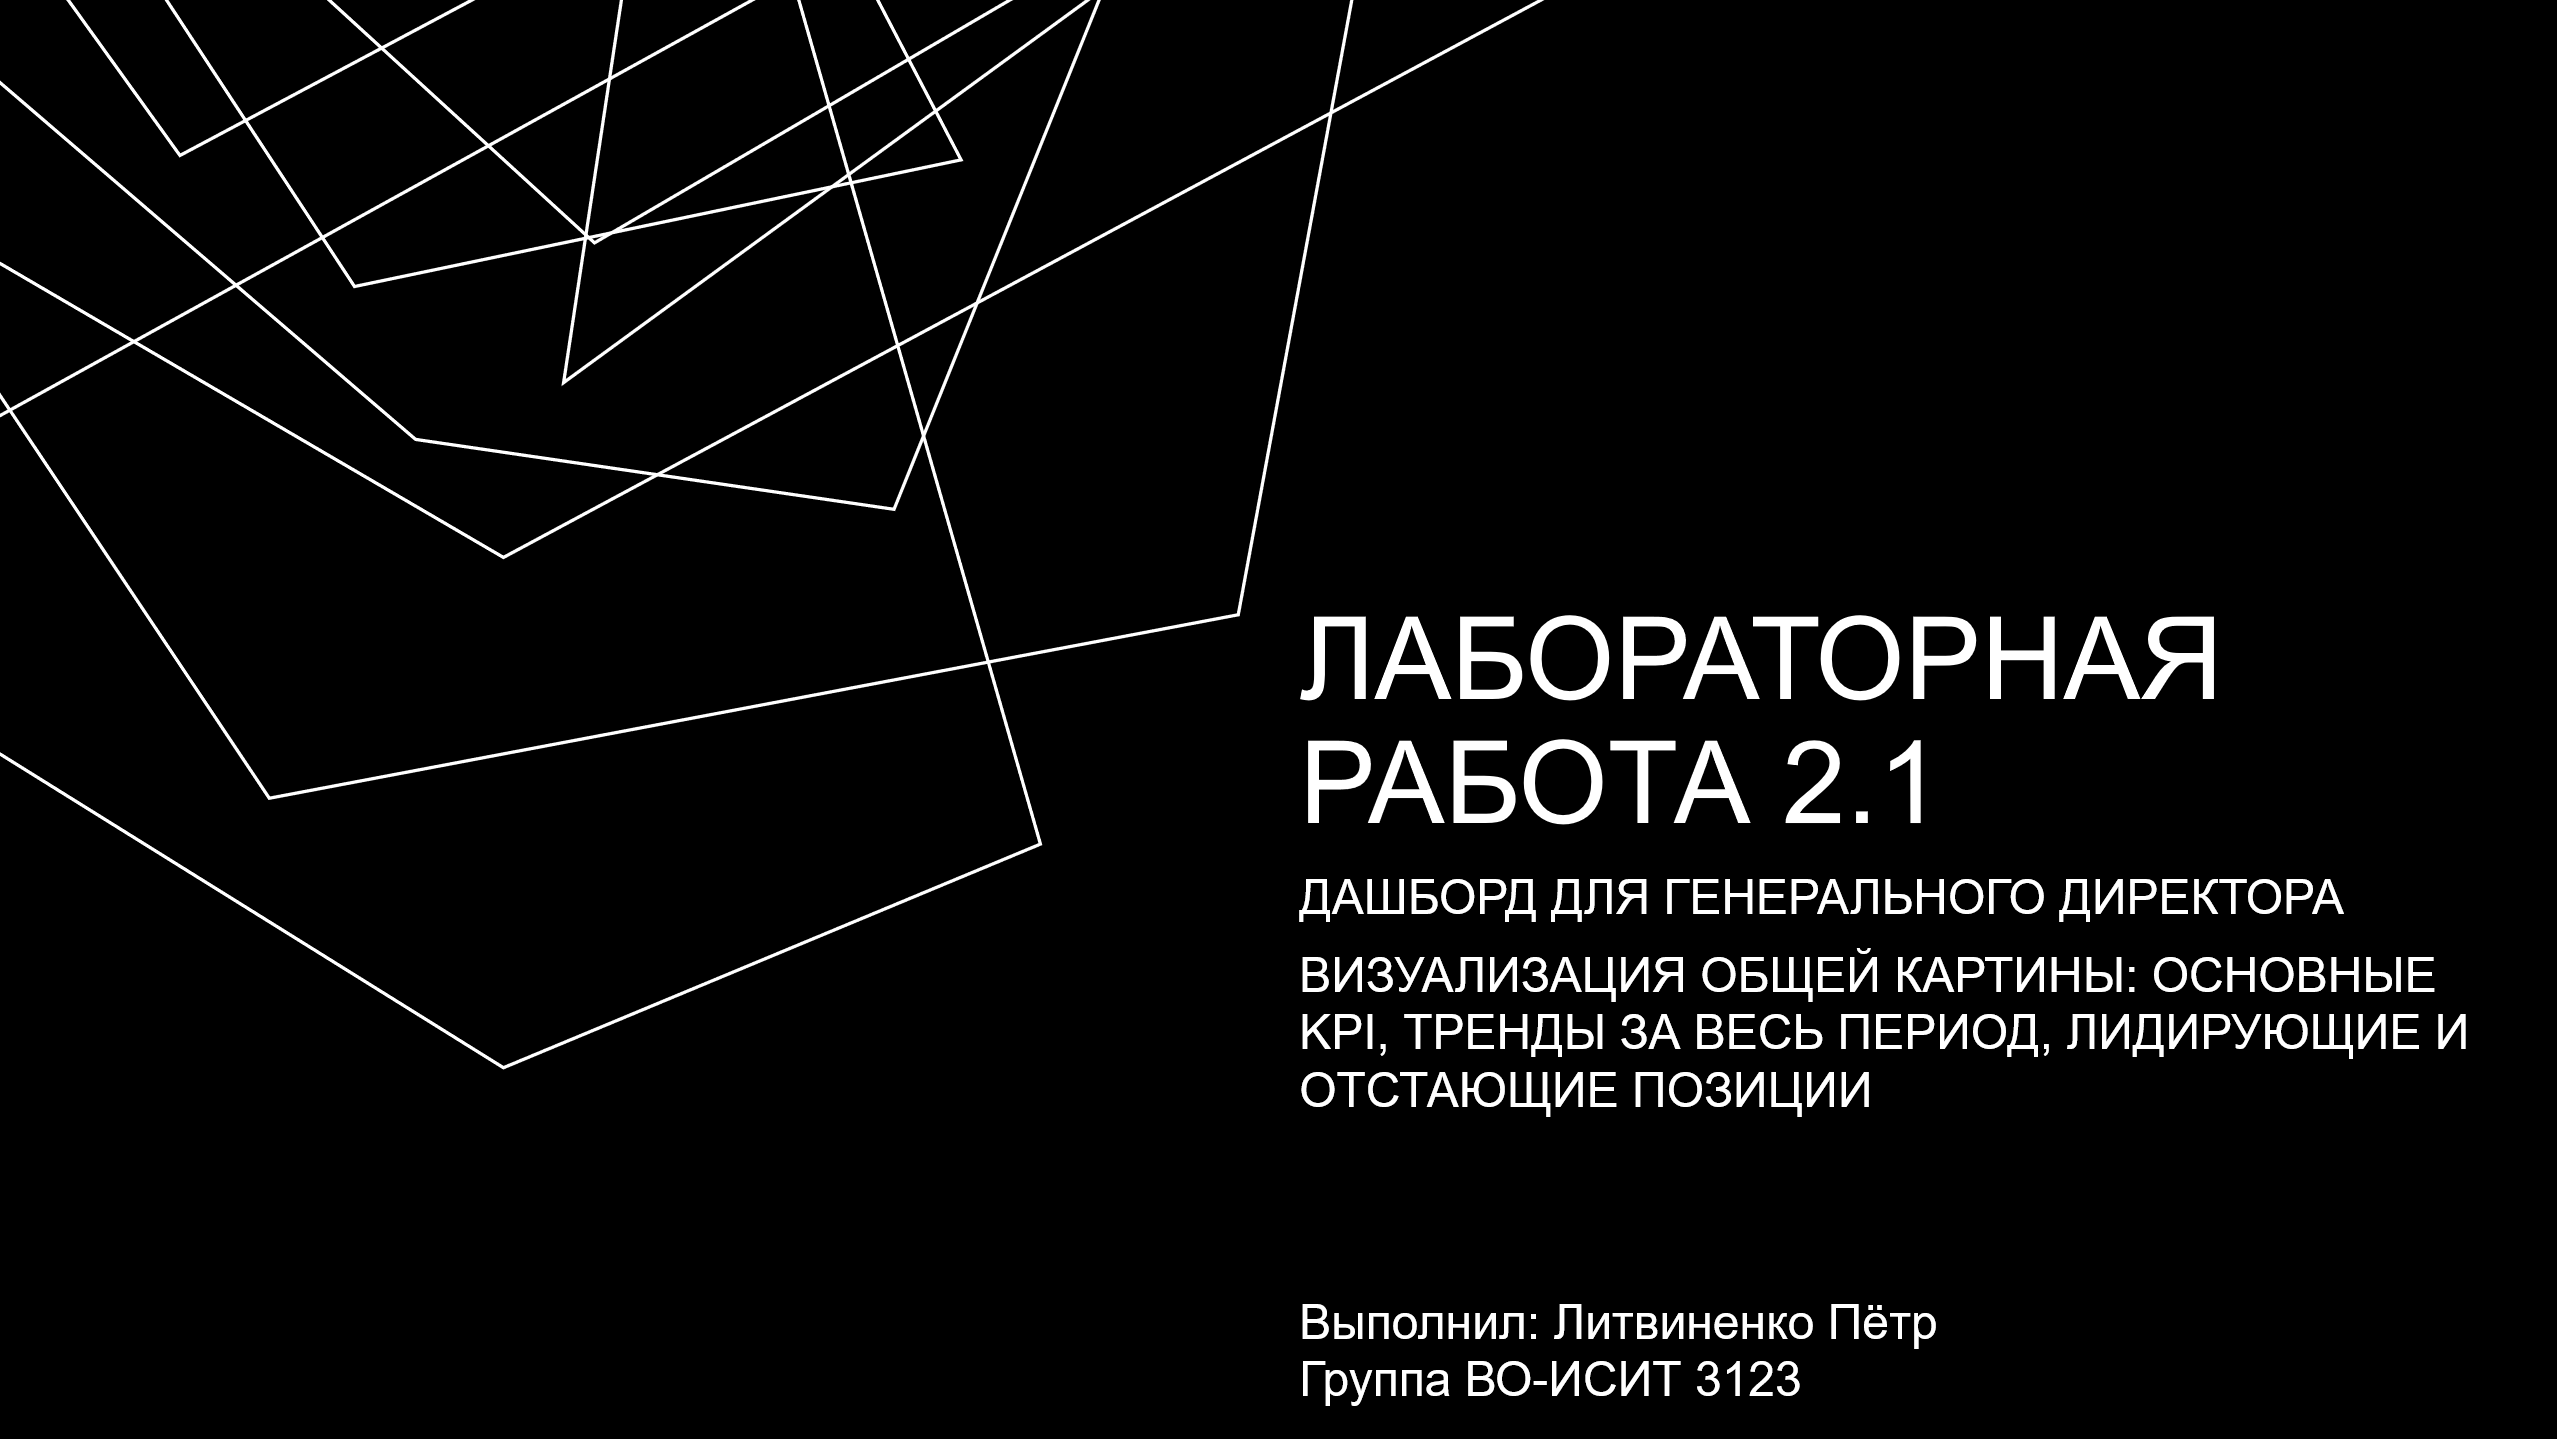 ЛАБОРАТОРНАЯ
РАБОТА 2.1
ДАШБОРД ДЛЯ ГЕНЕРАЛЬНОГО ДИРЕКТОРА
ВИЗУАЛИЗАЦИЯ ОБЩЕЙ КАРТИНЫ: ОСНОВНЫЕ
KPI, ТРЕНДЫ ЗА ВЕСЬ ПЕРИОД, ЛИДИРУЮЩИЕ И
ОТСТАЮЩИЕ ПОЗИЦИИ
Выполнил: Литвиненко Пётр
Группа ВО-ИСИТ 3123